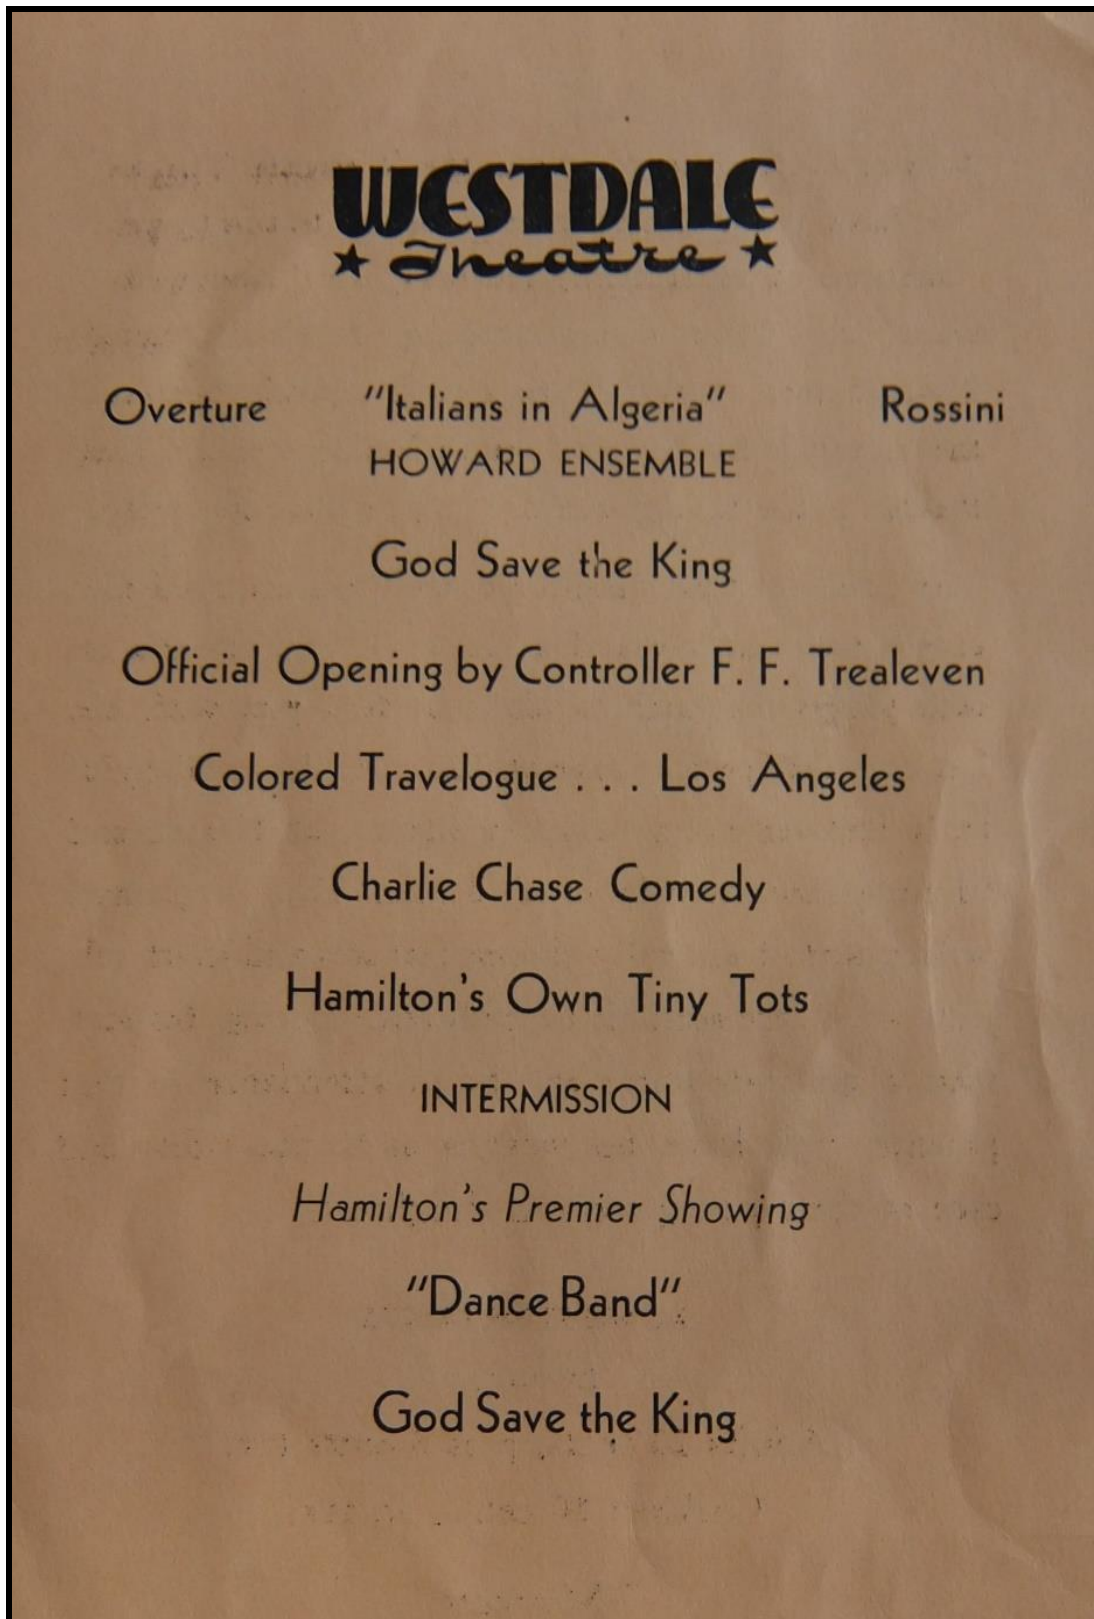 WESTDALE
★ Theatre ★
Overture "Italians in Algeria" Rossini
HOWARD ENSEMBLE
God Save the King
Official Opening by Controller F. F. Trealeven
Colored Travelogue . . . Los Angeles
Charlie Chase Comedy
Hamilton's Own Tiny Tots
INTERMISSION
Hamilton's Premier Showing
"Dance Band"
God Save the King